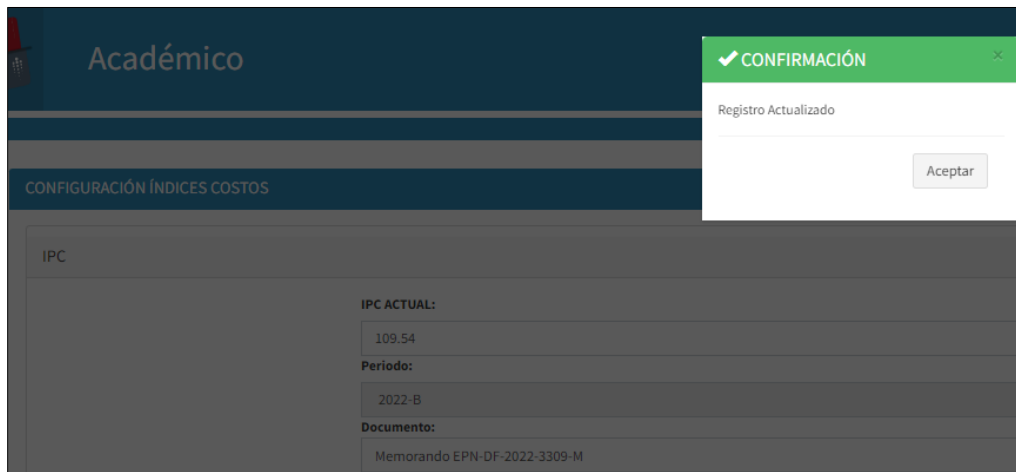 Académico
✔ CONFIRMACIÓN ×
Registro Actualizado
Aceptar
CONFIGURACIÓN ÍNDICES COSTOS
IPC
IPC ACTUAL:
109.54
Periodo:
2022-B
Documento:
Memorando EPN-DF-2022-3309-M